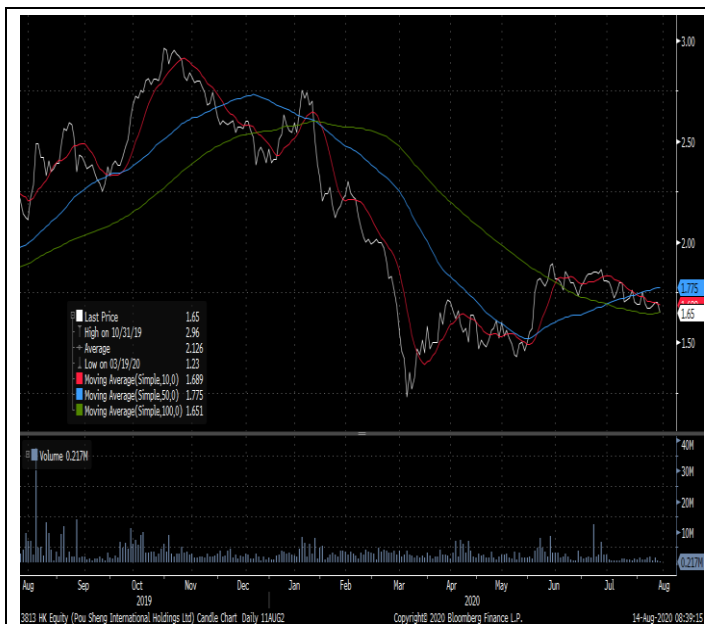 3.00
2.50
2.00
1.775
1.65
1.50
Last Price 1.65
High on 10/31/19 2.96
Average 2.126
Low on 03/19/20 1.23
Moving Average(Simple,10,0) 1.689
Moving Average(Simple,50,0) 1.775
Moving Average(Simple,100,0) 1.651
Volume 0.217M
40M
30M
20M
10M
0.217M
Aug Sep Oct Nov Dec Jan Feb Mar Apr May Jun Jul Aug
2019 2020
3813 HK Equity (Pou Sheng International Holdings Ltd) Candle Chart Daily 11AUG2 Copyright© 2020 Bloomberg Finance L.P. 14-Aug-2020 08:39:15